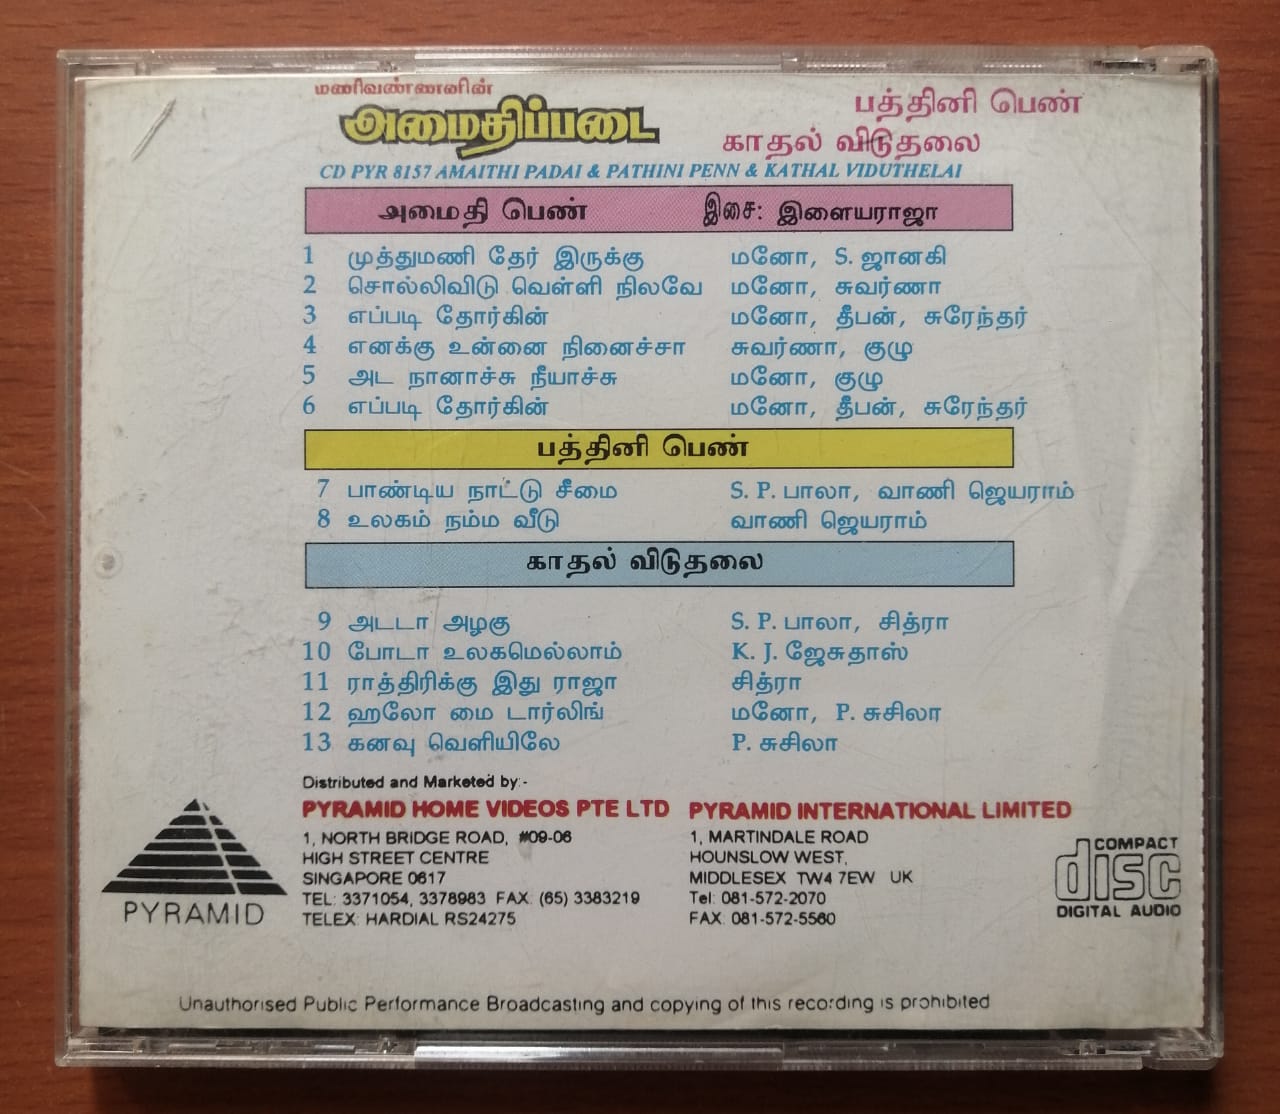 மணிவண்ணனின்
அமைதிப்படை
பத்தினி பெண்
காதல் விடுதலை
CD PYR 8157 AMAITHI PADAI & PATHINI PENN & KATHAL VIDUTHELAI
அமைதி பெண் இசை: இளையராஜா
1 முத்துமணி தேர் இருக்கு மனோ, S. ஜானகி
2 சொல்லிவிடு வெள்ளி நிலவே மனோ, சுவர்ணா
3 எப்படி தோர்கின் மனோ, தீபன், சுரேந்தர்
4 எனக்கு உன்னை நினைச்சா சுவர்ணா, குழு
5 அட நானாச்சு நீயாச்சு மனோ, குழு
6 எப்படி தோர்கின் மனோ, தீபன், சுரேந்தர்
பத்தினி பெண்
7 பாண்டிய நாட்டு சீமை S. P. பாலா, வாணி ஜெயராம்
8 உலகம் நம்ம வீடு வாணி ஜெயராம்
காதல் விடுதலை
9 அடடா அழகு S. P. பாலா, சித்ரா
10 போடா உலகமெல்லாம் K. J. ஜேசுதாஸ்
11 ராத்திரிக்கு இது ராஜா சித்ரா
12 ஹலோ மை டார்லிங் மனோ, P. சுசிலா
13 கனவு வெளியிலே P. சுசிலா
Distributed and Marketed by:-
PYRAMID HOME VIDEOS PTE LTD
1, NORTH BRIDGE ROAD, #09-06
HIGH STREET CENTRE
SINGAPORE 0617
TEL: 3371054, 3378983 FAX: (65) 3383219
TELEX: HARDIAL RS24275
PYRAMID INTERNATIONAL LIMITED
1, MARTINDALE ROAD
HOUNSLOW WEST,
MIDDLESEX TW4 7EW UK
Tel: 081-572-2070
FAX: 081-572-5560
PYRAMID
COMPACT
disc
DIGITAL AUDIO
Unauthorised Public Performance Broadcasting and copying of this recording is prohibited